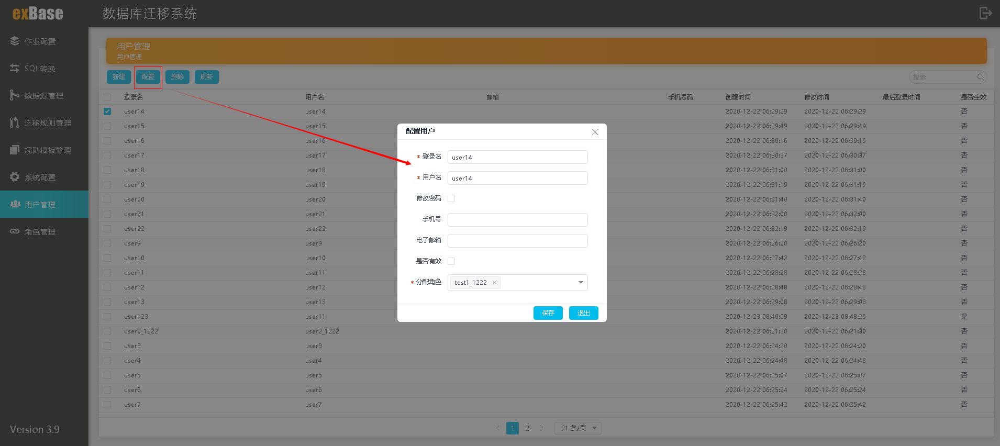 exBase
数据库迁移系统
作业配置
SQL转换
数据源管理
迁移规则管理
规则模板管理
系统配置
用户管理
角色管理
Version 3.9
用户管理
用户管理
新建 配置 删除 刷新 搜索
登录名 用户名 邮箱 手机号码 创建时间 修改时间 最后登录时间 是否生效
user14 user14 2020-12-22 06:29:29 2020-12-22 06:29:29 否
user15 user15 2020-12-22 06:29:49 2020-12-22 06:29:49 否
user16 user16 2020-12-22 06:30:16 2020-12-22 06:30:16 否
user17 user17 2020-12-22 06:30:37 2020-12-22 06:30:37 否
user18 user18 2020-12-22 06:31:00 2020-12-22 06:31:00 否
user19 user19 2020-12-22 06:31:19 2020-12-22 06:31:19 否
user20 user20 2020-12-22 06:31:40 2020-12-22 06:31:40 否
user21 user21 2020-12-22 06:32:00 2020-12-22 06:32:00 否
user22 user22 2020-12-22 06:32:19 2020-12-22 06:32:19 否
user9 user9 2020-12-22 06:26:20 2020-12-22 06:26:20 否
user10 user10 2020-12-22 06:27:42 2020-12-22 06:27:42 否
user11 user11 2020-12-22 06:28:28 2020-12-22 06:28:28 否
user12 user12 2020-12-22 06:28:48 2020-12-22 06:28:48 否
user13 user13 2020-12-22 06:29:08 2020-12-22 06:29:08 否
user123 user11 2020-12-23 08:40:09 2020-12-23 08:48:26 是
user2_1222 user2_1222 2020-12-22 06:21:30 2020-12-22 06:21:30 否
user3 user3 2020-12-22 06:24:20 2020-12-22 06:24:20 否
user4 user4 2020-12-22 06:24:48 2020-12-22 06:24:48 否
user5 user5 2020-12-22 06:25:07 2020-12-22 06:25:07 否
user6 user6 2020-12-22 06:25:24 2020-12-22 06:25:24 否
user7 user7 2020-12-22 06:25:42 2020-12-22 06:25:42 否
1 2 21 条/页
配置用户
* 登录名 user14
* 用户名 user14
修改密码
手机号
电子邮箱
是否有效
* 分配角色 test1_1222
保存 退出